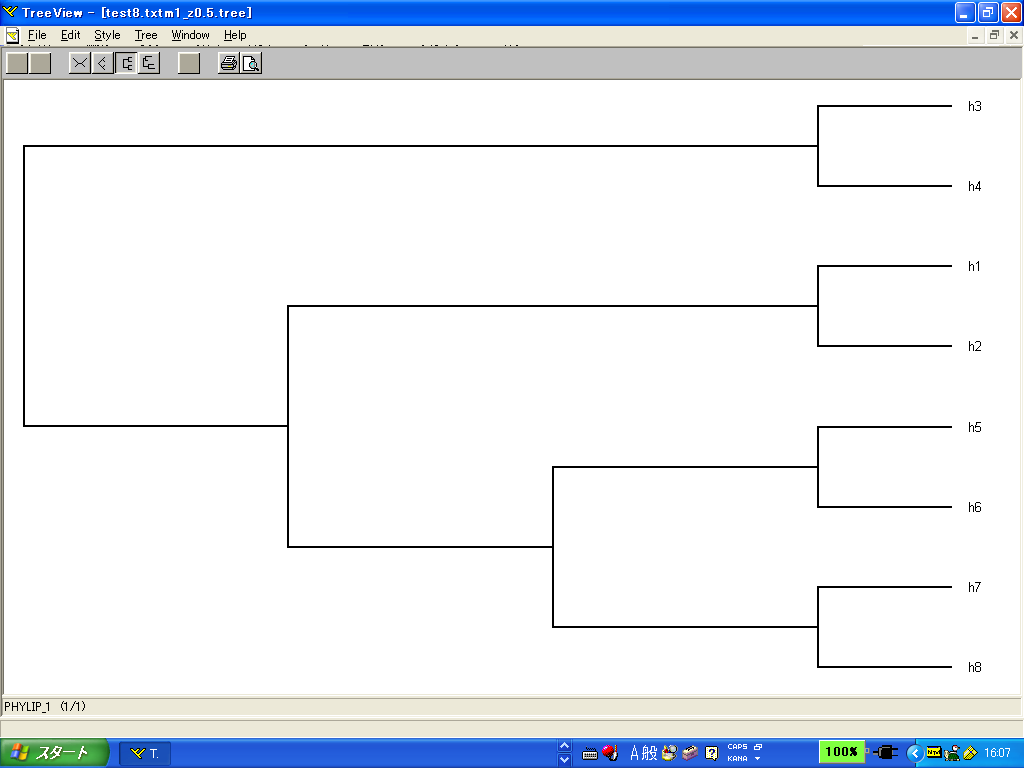 TreeView - [test8.txtm1_z0.5.tree]
File Edit Style Tree Window Help
h3
h4
h1
h2
h5
h6
h7
h8
PHYLIP_1 (1/1)
スタート T. A 般 CAPS KANA 100% 16:07